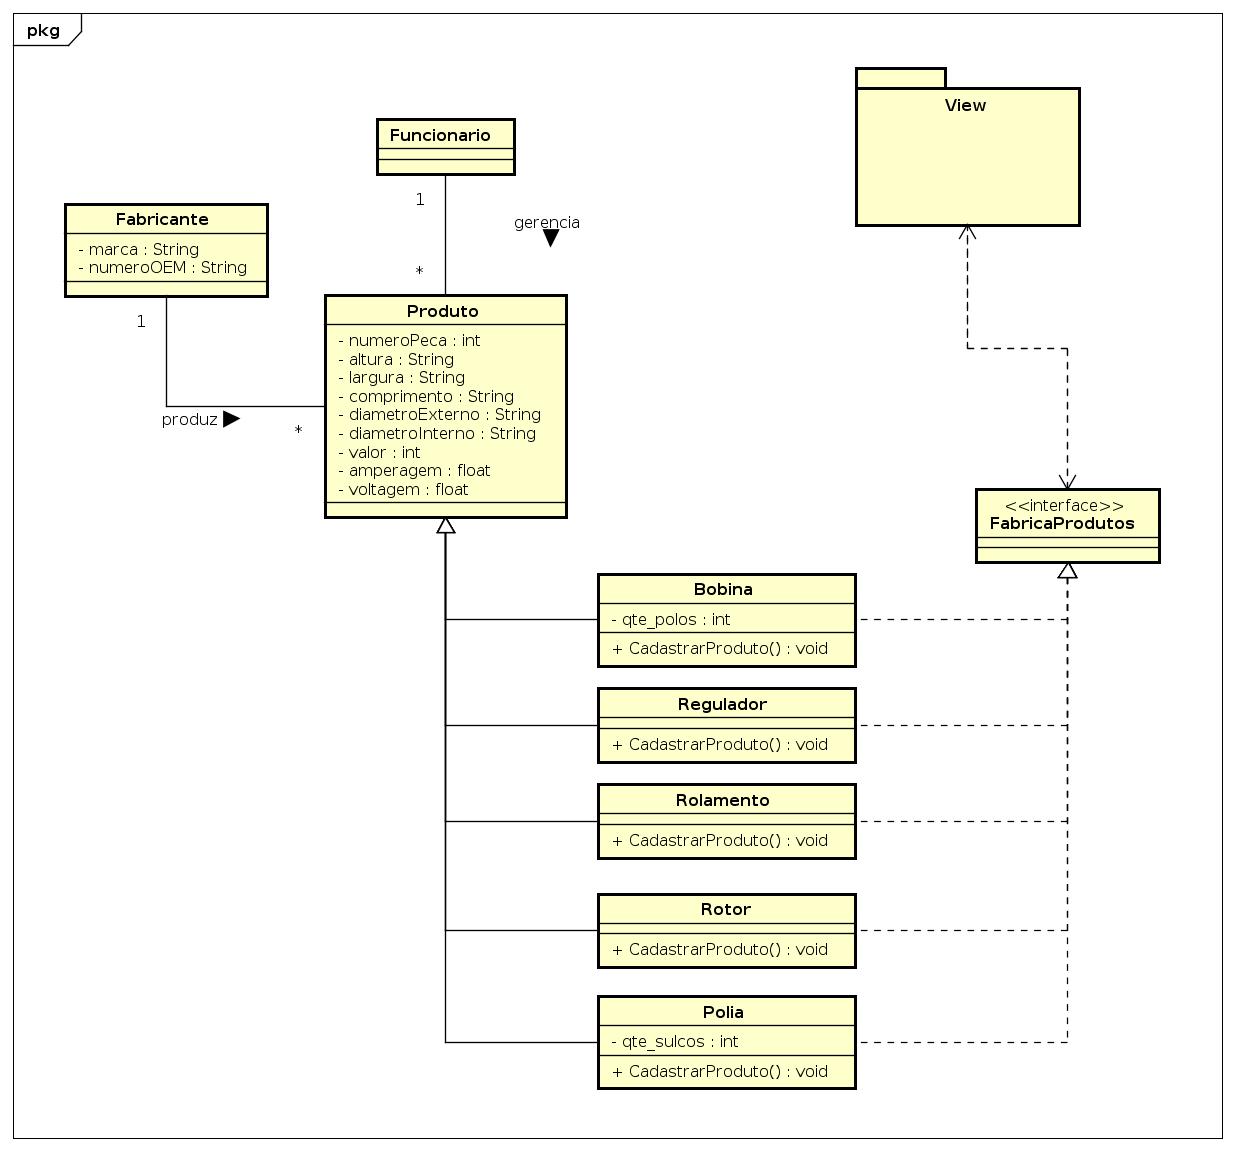 pkg
View
Funcionario
1
gerencia
*
Fabricante
- marca : String
- numeroOEM : String
1
produz
*
Produto
- numeroPeca : int
- altura : String
- largura : String
- comprimento : String
- diametroExterno : String
- diametroInterno : String
- valor : int
- amperagem : float
- voltagem : float
<<interface>>
FabricaProdutos
Bobina
- qte_polos : int
+ CadastrarProduto() : void
Regulador
+ CadastrarProduto() : void
Rolamento
+ CadastrarProduto() : void
Rotor
+ CadastrarProduto() : void
Polia
- qte_sulcos : int
+ CadastrarProduto() : void